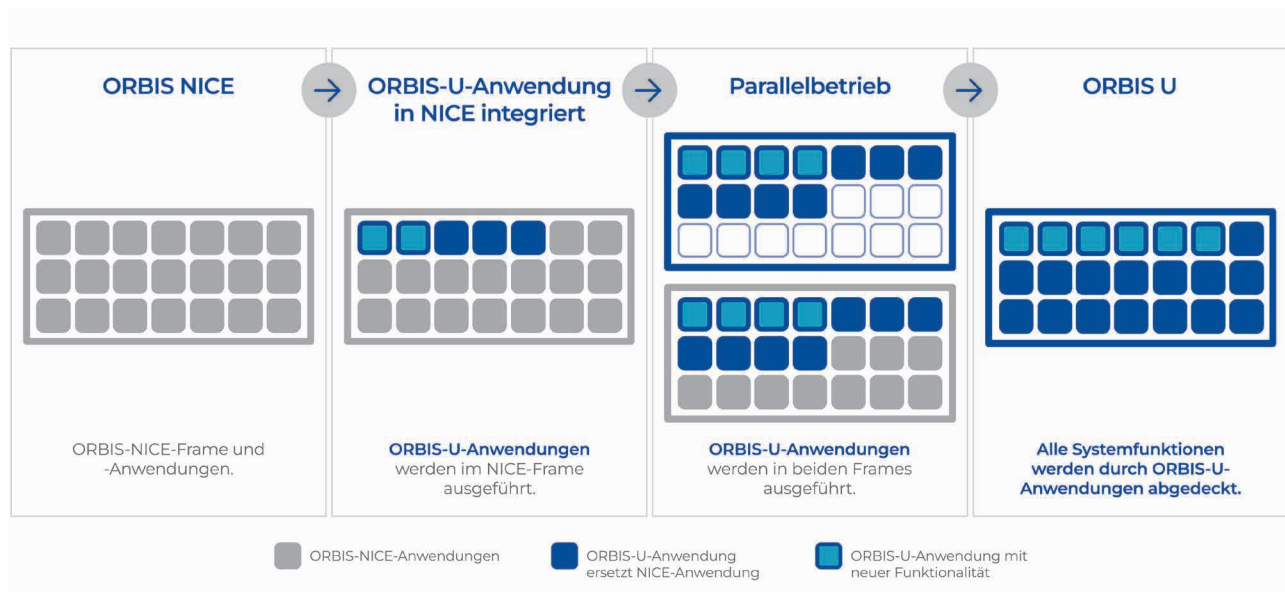 ORBIS NICE
ORBIS-U-Anwendung
in NICE integriert
Parallelbetrieb
ORBIS U
ORBIS-NICE-Frame und
-Anwendungen.
ORBIS-U-Anwendungen
werden im NICE-Frame
ausgeführt.
ORBIS-U-Anwendungen
werden in beiden Frames
ausgeführt.
Alle Systemfunktionen
werden durch ORBIS-U-
Anwendungen abgedeckt.
ORBIS-NICE-Anwendungen
ORBIS-U-Anwendung
ersetzt NICE-Anwendung
ORBIS-U-Anwendung mit
neuer Funktionalität